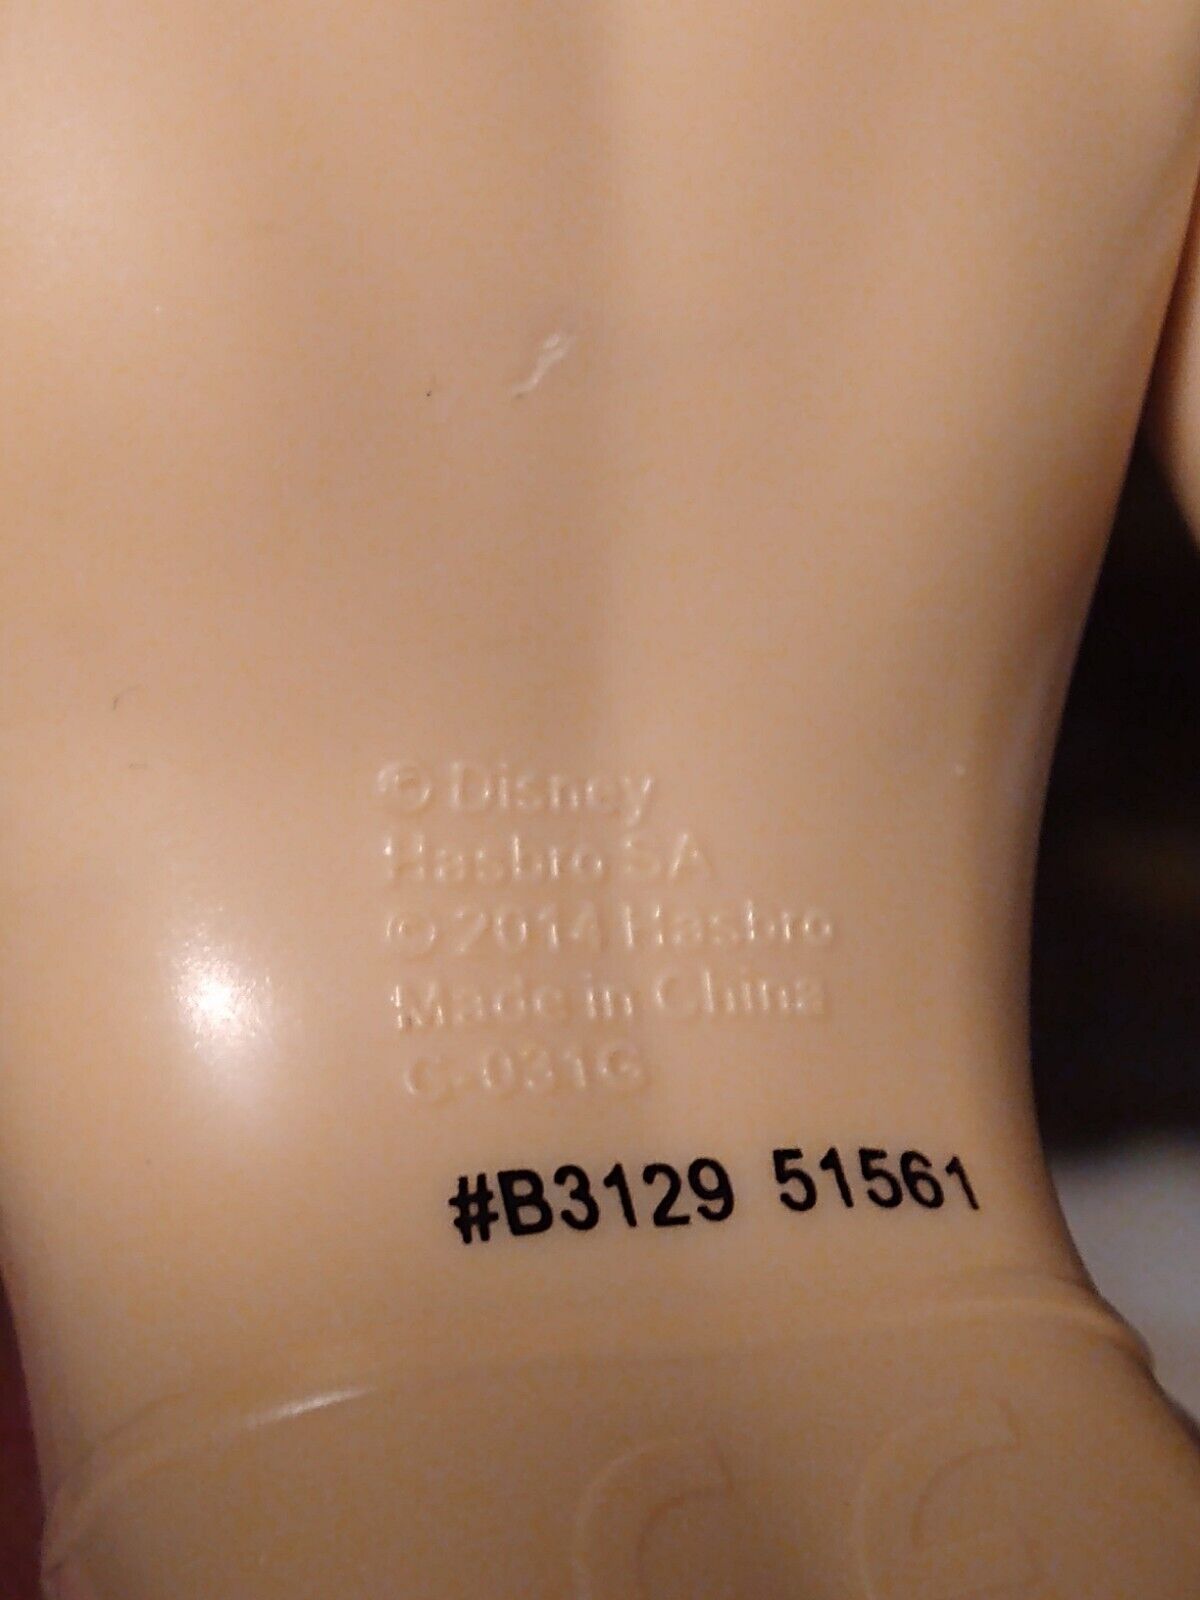 © Disney
Hasbro SA
© 2014 Hasbro
Made in China
C-031G
#B3129 51561